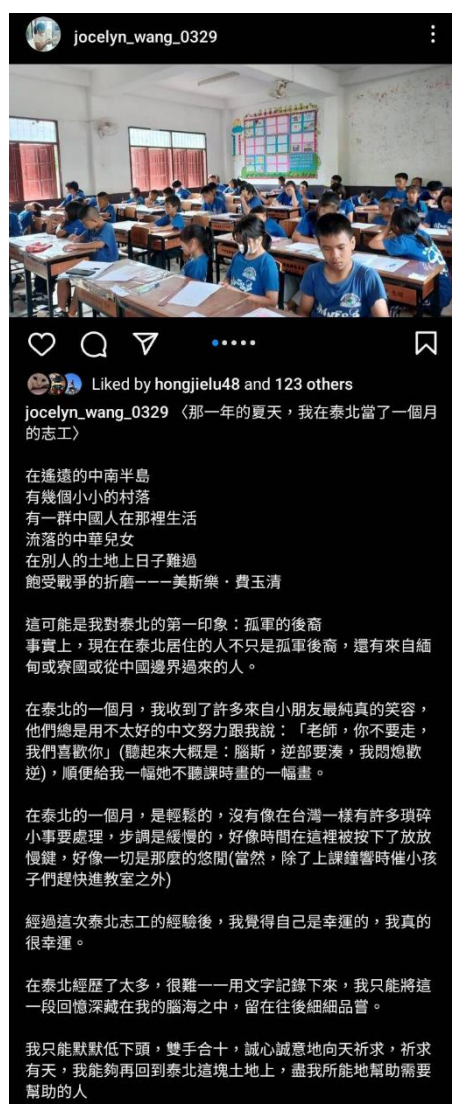 jocelyn_wang_0329
Liked by hongjielu48 and 123 others
jocelyn_wang_0329 〈那一年的夏天，我在泰北當了一個月
的志工〉
在遙遠的中南半島
有幾個小小的村落
有一群中國人在那裡生活
流落的中華兒女
在別人的土地上日子難過
飽受戰爭的折磨———美斯樂．費玉清
這可能是我對泰北的第一印象：孤軍的後裔
事實上，現在在泰北居住的人不只是孤軍後裔，還有來自緬
甸或寮國或從中國邊界過來的人。
在泰北的一個月，我收到了許多來自小朋友最純真的笑容，
他們總是用不太好的中文努力跟我說：「老師，你不要走，
我們喜歡你」(聽起來大概是：腦斯，逆部要湊，我悶熄歡
逆)，順便給我一幅她不聽課時畫的一幅畫。
在泰北的一個月，是輕鬆的，沒有像在台灣一樣有許多瑣碎
小事要處理，步調是緩慢的，好像時間在這裡被按下了放放
慢鍵，好像一切是那麼的悠閒(當然，除了上課鐘響時催小孩
子們趕快進教室之外)
經過這次泰北志工的經驗後，我覺得自己是幸運的，我真的
很幸運。
在泰北經歷了太多，很難一一用文字記錄下來，我只能將這
一段回憶深藏在我的腦海之中，留在往後細細品嘗。
我只能默默低下頭，雙手合十，誠心誠意地向天祈求，祈求
有天，我能夠再回到泰北這塊土地上，盡我所能地幫助需要
幫助的人